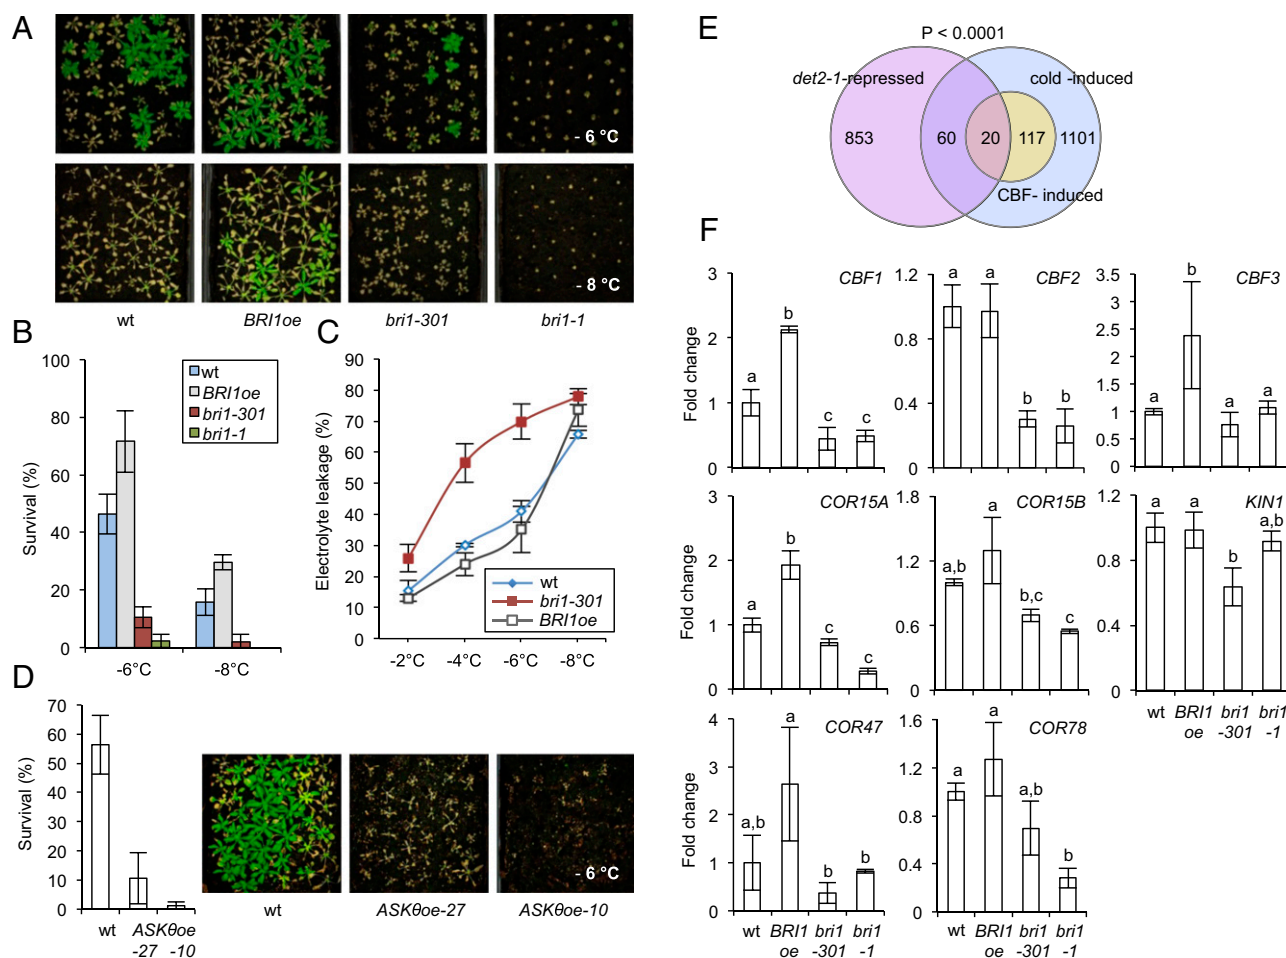 A
- 6 °C
- 8 °C
wt
BRI1oe
bri1-301
bri1-1
B
100
80
60
40
20
0
Survival (%)
wt
BRI1oe
bri1-301
bri1-1
-6°C
-8°C
C
90
80
70
60
50
40
30
20
10
0
Electrolyte leakage (%)
wt
bri1-301
BRI1oe
-2°C
-4°C
-6°C
-8°C
D
70
60
50
40
30
20
10
0
Survival (%)
wt
ASKθoe
-27 -10
- 6 °C
wt
ASKθoe-27
ASKθoe-10
E
P < 0.0001
det2-1-repressed
cold -induced
853
60
20
117
1101
CBF- induced
F
CBF1
3
2
1
0
Fold change
a
b
c
c
CBF2
1.2
0.8
0.4
0
a
a
b
b
CBF3
3.5
3
2.5
2
1.5
1
0.5
0
a
b
a
a
COR15A
3
2
1
0
Fold change
a
b
c
c
COR15B
1.8
1.2
0.6
0
a,b
a
b,c
c
KIN1
1.2
0.8
0.4
0
a
a
b
a,b
wt
BRI1
oe
bri1
-301
bri1
-1
COR47
4
3
2
1
0
Fold change
a,b
a
b
b
wt
BRI1
oe
bri1
-301
bri1
-1
COR78
1.6
1.2
0.8
0.4
0
a
a
a,b
b
wt
BRI1
oe
bri1
-301
bri1
-1